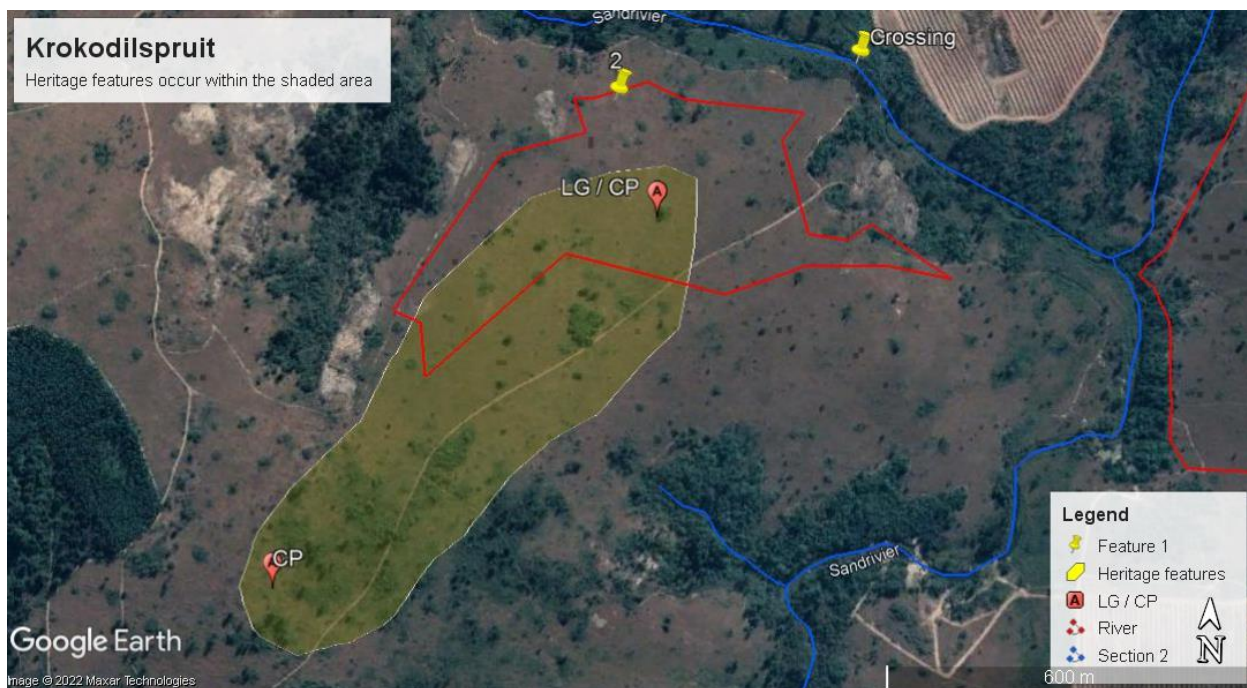 Krokodilspruit
Heritage features occur within the shaded area
Sandrivier
Crossing
2
LG / CP
A
CP
Sandrivier
Legend
Feature 1
Heritage features
A LG / CP
River
Section 2
N
600 m
Google Earth
Image © 2022 Maxar Technologies